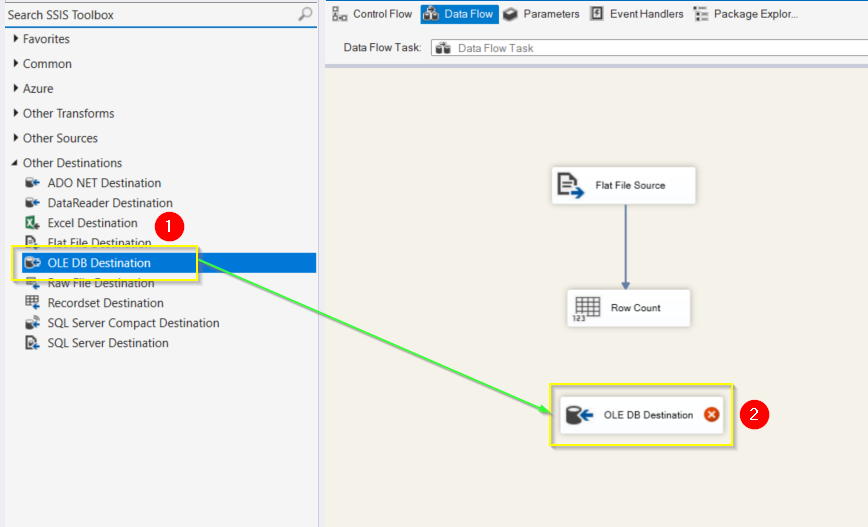 Search SSIS Toolbox
Favorites
Common
Azure
Other Transforms
Other Sources
Other Destinations
ADO NET Destination
DataReader Destination
Excel Destination
1
Flat File Destination
OLE DB Destination
Raw File Destination
Recordset Destination
SQL Server Compact Destination
SQL Server Destination
Control Flow
Data Flow
Parameters
Event Handlers
Package Explor...
Data Flow Task:
Data Flow Task
Flat File Source
123
Row Count
OLE DB Destination
2